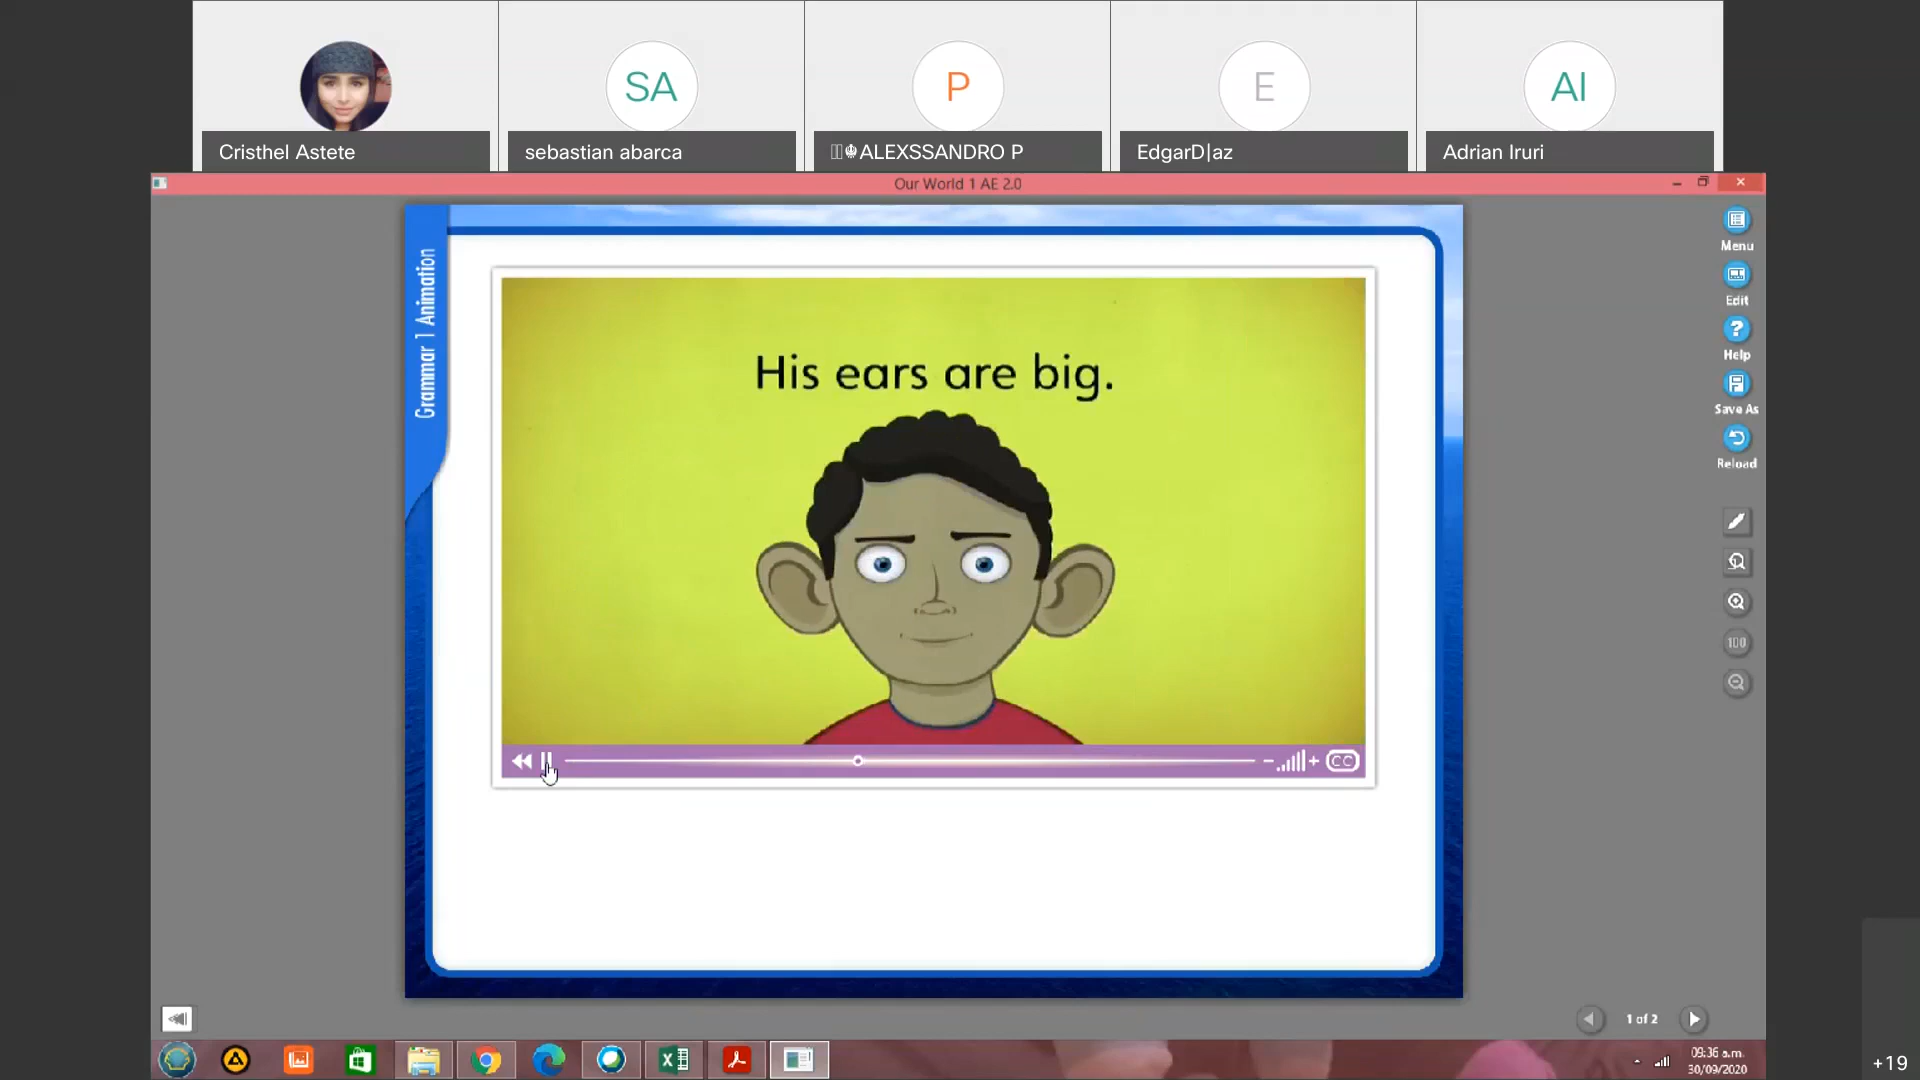 SA
P
E
AI
Cristhel Astete
sebastian abarca
☬ALEXSSANDRO P
EdgarD|az
Adrian Iruri
Our World 1 AE 2.0
Menu
Edit
Help
Save As
Reload
100
Grammar 1 Animation
His ears are big.
CC
1 of 2
09:36 a.m.
30/09/2020
+19